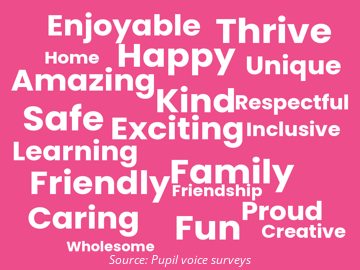 Enjoyable Thrive
Home Happy Unique
Amazing
Kind Respectful
Safe Exciting Inclusive
Learning
Friendly Family
Friendship
Caring Fun Proud
Creative
Wholesome
Source: Pupil voice surveys